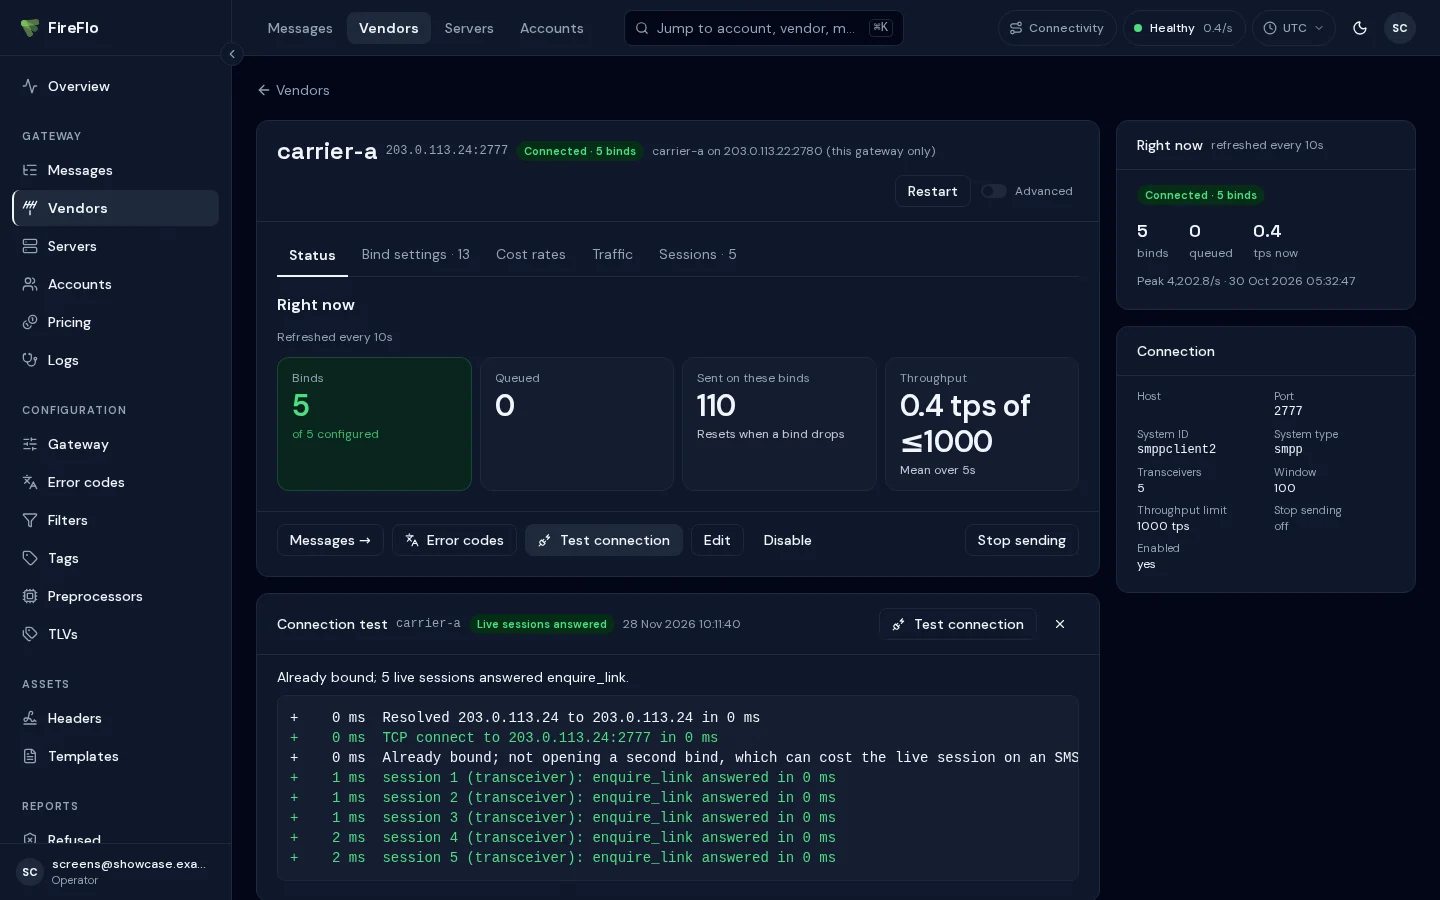 FireFlo
Messages
Vendors
Servers
Accounts
Jump to account, vendor, m...
⌘K
Connectivity
Healthy 0.4/s
UTC
SC
Overview
GATEWAY
Messages
Vendors
Servers
Accounts
Pricing
Logs
CONFIGURATION
Gateway
Error codes
Filters
Tags
Preprocessors
TLVs
ASSETS
Headers
Templates
REPORTS
Refused
SC
screens@showcase.exa...
Operator
← Vendors
carrier-a 203.0.113.24:2777 Connected · 5 binds carrier-a on 203.0.113.22:2780 (this gateway only)
Restart
Advanced
Status
Bind settings · 13
Cost rates
Traffic
Sessions · 5
Right now
Refreshed every 10s
Binds
5
of 5 configured
Queued
0
Sent on these binds
110
Resets when a bind drops
Throughput
0.4 tps of
≤1000
Mean over 5s
Messages →
Error codes
Test connection
Edit
Disable
Stop sending
Connection test carrier-a Live sessions answered 28 Nov 2026 10:11:40
Test connection
×
Already bound; 5 live sessions answered enquire_link.
+ 0 ms Resolved 203.0.113.24 to 203.0.113.24 in 0 ms
+ 0 ms TCP connect to 203.0.113.24:2777 in 0 ms
+ 0 ms Already bound; not opening a second bind, which can cost the live session on an SMS
+ 1 ms session 1 (transceiver): enquire_link answered in 0 ms
+ 1 ms session 2 (transceiver): enquire_link answered in 0 ms
+ 1 ms session 3 (transceiver): enquire_link answered in 0 ms
+ 2 ms session 4 (transceiver): enquire_link answered in 0 ms
+ 2 ms session 5 (transceiver): enquire_link answered in 0 ms
Right now refreshed every 10s
Connected · 5 binds
5
binds
0
queued
0.4
tps now
Peak 4,202.8/s · 30 Oct 2026 05:32:47
Connection
Host
Port
2777
System ID
smppclient2
System type
smpp
Transceivers
5
Window
100
Throughput limit
1000 tps
Stop sending
off
Enabled
yes